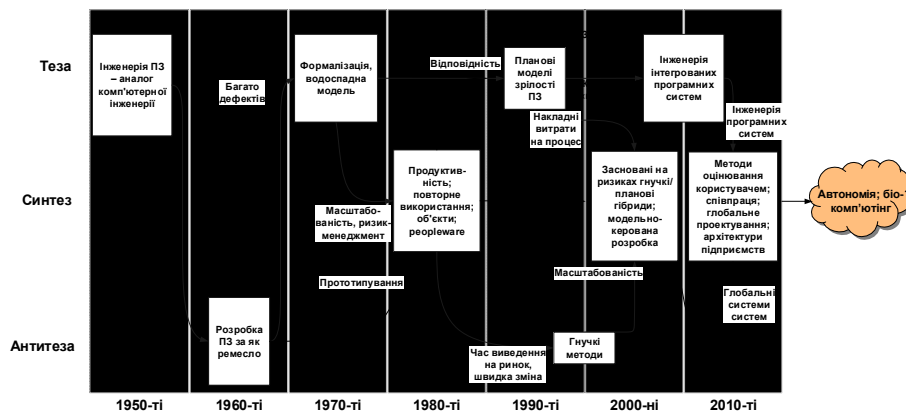 Теза
Синтез
Антитеза
Інженерія ПЗ
– аналог
комп'ютерної
інженерії
Багато
дефектів
Розробка
ПЗ за як
ремесло
Формалізація,
водоспадна
модель
Відповідність
Масштабо-
ваність, ризик-
менеджмент
Прототипування
Продуктив-
ність;
повторне
використання;
об'єкти;
peopleware
Планові
моделі
зрілості
ПЗ
Накладні
витрати
на процес
Час виведення
на ринок,
швидка зміна
Гнучкі
методи
Масштабованість
Засновані на
ризиках гнучкі/
планові
гібриди;
модельно-
керована
розробка
Інженерія
інтегрованих
програмних
систем
Інженерія
програмних
систем
Методи
оцінювання
користувачем;
співпраця;
глобальне
проектування;
архітектури
підприємств
Глобальні
системи
систем
Автономія; біо-
комп'ютінг
1950-ті
1960-ті
1970-ті
1980-ті
1990-ті
2000-ні
2010-ті